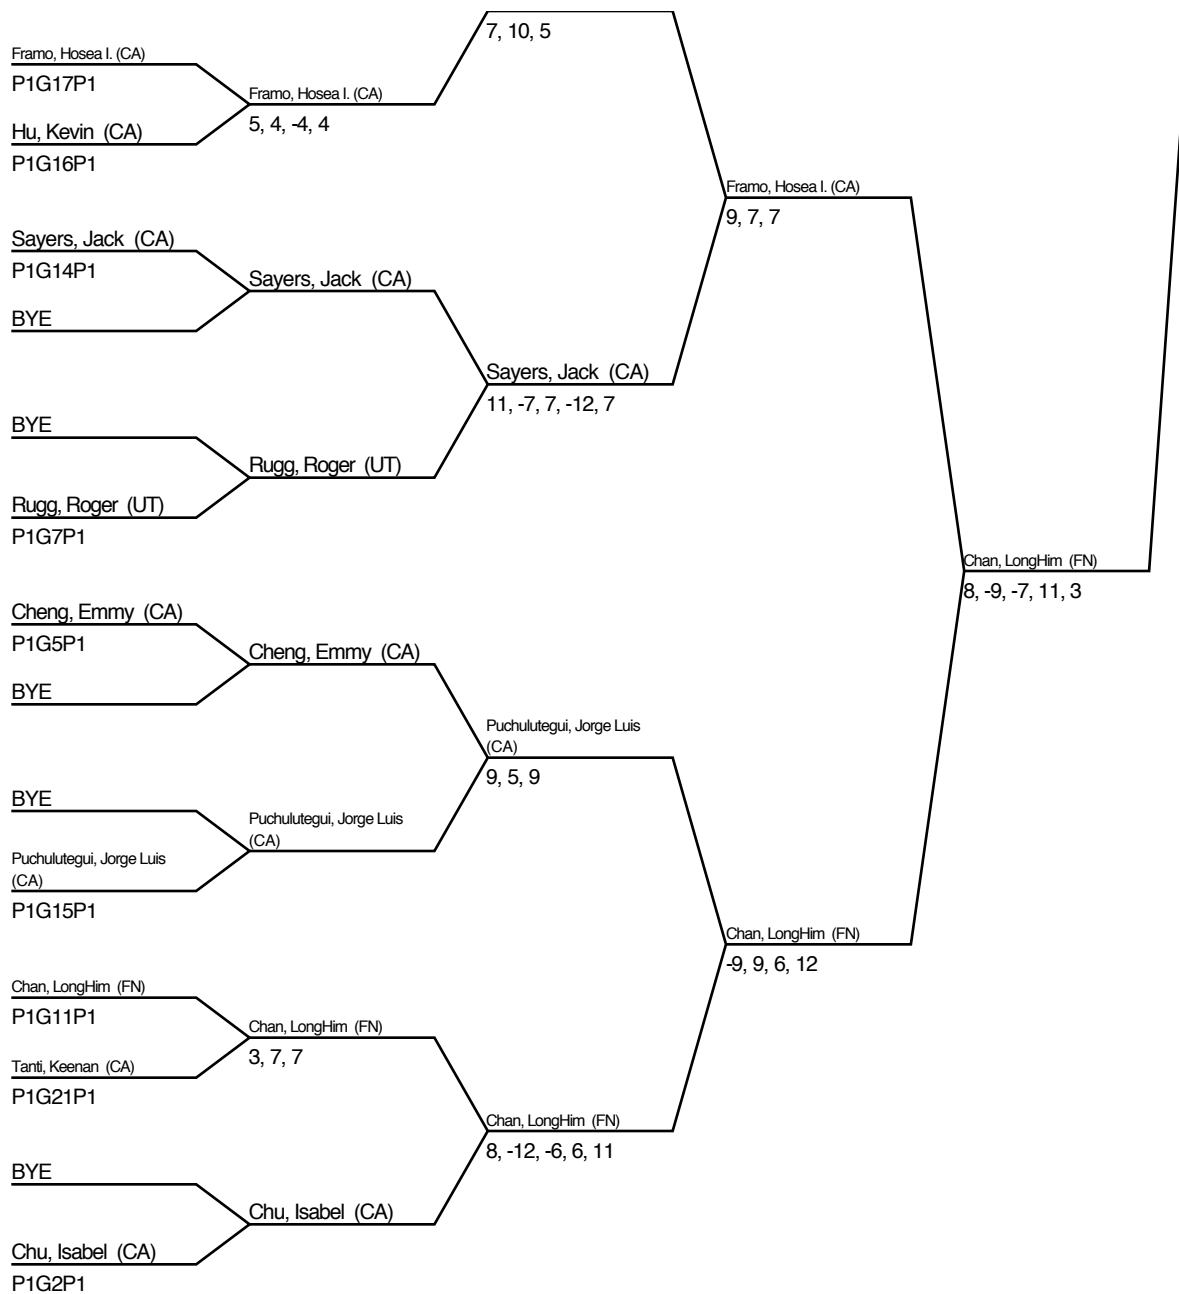 7, 10, 5
Framo, Hosea I. (CA)
P1G17P1
Framo, Hosea I. (CA)
5, 4, -4, 4
Hu, Kevin (CA)
P1G16P1
Framo, Hosea I. (CA)
9, 7, 7
Sayers, Jack (CA)
P1G14P1
Sayers, Jack (CA)
BYE
Sayers, Jack (CA)
11, -7, 7, -12, 7
BYE
Rugg, Roger (UT)
Rugg, Roger (UT)
P1G7P1
Chan, LongHim (FN)
8, -9, -7, 11, 3
Cheng, Emmy (CA)
P1G5P1
Cheng, Emmy (CA)
BYE
Puchulutegui, Jorge Luis
(CA)
9, 5, 9
BYE
Puchulutegui, Jorge Luis
(CA)
Puchulutegui, Jorge Luis
(CA)
P1G15P1
Chan, LongHim (FN)
-9, 9, 6, 12
Chan, LongHim (FN)
P1G11P1
Chan, LongHim (FN)
3, 7, 7
Tanti, Keenan (CA)
P1G21P1
Chan, LongHim (FN)
8, -12, -6, 6, 11
BYE
Chu, Isabel (CA)
Chu, Isabel (CA)
P1G2P1